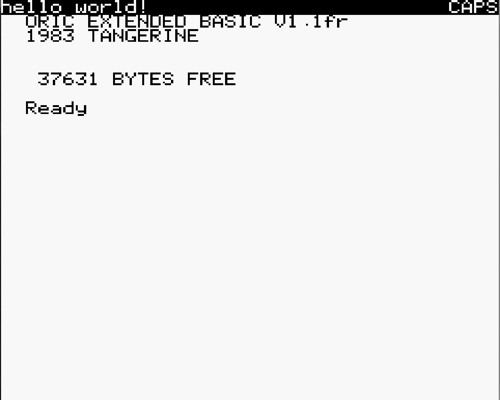 hello world! CAPS
ORIC EXTENDED BASIC V1.1fr
1983 TANGERINE
37631 BYTES FREE
Ready